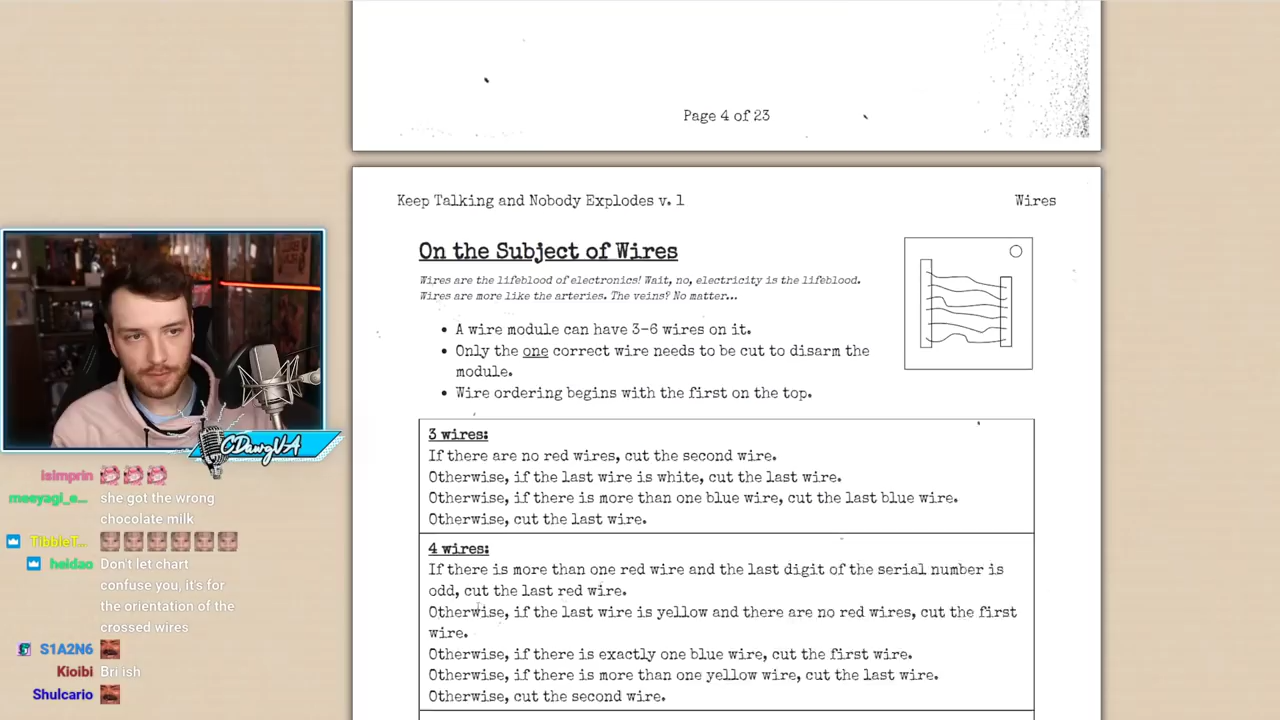 Page 4 of 23
Keep Talking and Nobody Explodes v. 1
Wires
On the Subject of Wires
Wires are the lifeblood of electronics! Wait, no, electricity is the lifeblood.
Wires are more like the arteries. The veins? No matter...
• A wire module can have 3-6 wires on it.
• Only the one correct wire needs to be cut to disarm the
module.
• Wire ordering begins with the first on the top.
3 wires:
If there are no red wires, cut the second wire.
Otherwise, if the last wire is white, cut the last wire.
Otherwise, if there is more than one blue wire, cut the last blue wire.
Otherwise, cut the last wire.
4 wires:
If there is more than one red wire and the last digit of the serial number is
odd, cut the last red wire.
Otherwise, if the last wire is yellow and there are no red wires, cut the first
wire.
Otherwise, if there is exactly one blue wire, cut the first wire.
Otherwise, if there is more than one yellow wire, cut the last wire.
Otherwise, cut the second wire.
CDawgVA
isimprin
meeyagi_e... she got the wrong
chocolate milk
TibbleT...
heidao Don't let chart
confuse you, it's for
the orientation of the
crossed wires
S1A2N6
Kioibi Bri ish
Shulcario